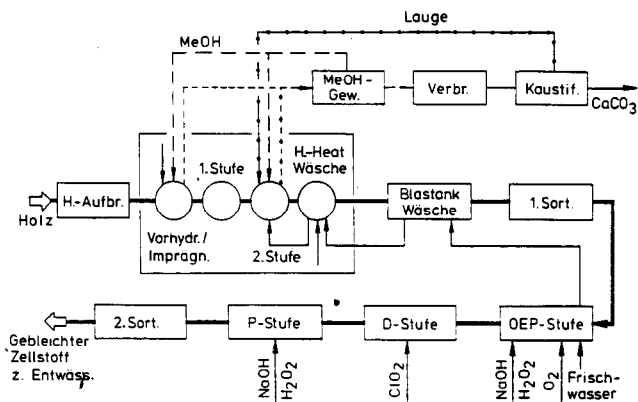 Lauge
MeOH
MeOH-
Gew.
Verbr.
Kaustif.
CaCO3
H.-Heat
Wäsche
1.Stufe
H.-Aufbr.
Holz
Vorhydr./
Imprägn.
2.Stufe
Blastank
Wäsche
1.Sort.
2.Sort.
P-Stufe
D-Stufe
OEP-Stufe
Gebleichter
Zellstoff
z. Entwäss.
NaOH
H2O2
ClO2
NaOH
H2O2
O2
Frisch-
wasser